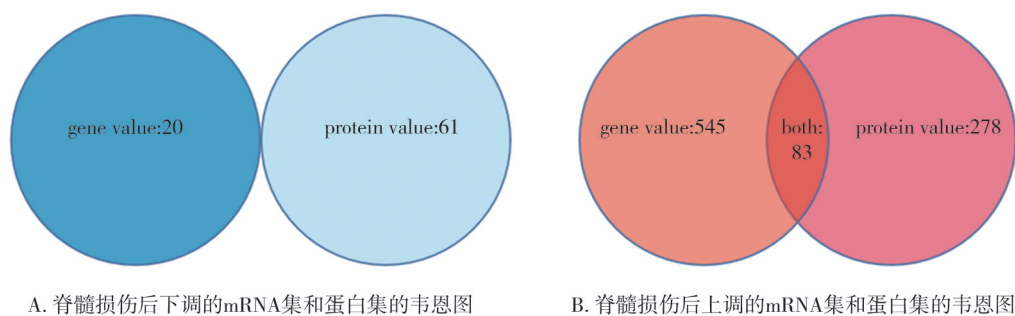 gene value:20
protein value:61
gene value:545
both:
83
protein value:278
A. 脊髓损伤后下调的mRNA集和蛋白集的韦恩图
B. 脊髓损伤后上调的mRNA集和蛋白集的韦恩图